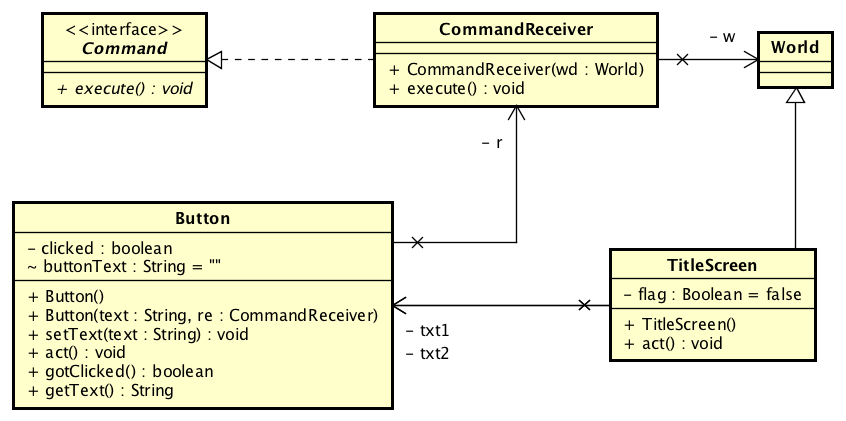 <<interface>>
Command
+ execute() : void
CommandReceiver
+ CommandReceiver(wd : World)
+ execute() : void
– w
World
– r
Button
– clicked : boolean
~ buttonText : String = ""
+ Button()
+ Button(text : String, re : CommandReceiver)
+ setText(text : String) : void
+ act() : void
+ gotClicked() : boolean
+ getText() : String
– txt1
– txt2
TitleScreen
– flag : Boolean = false
+ TitleScreen()
+ act() : void